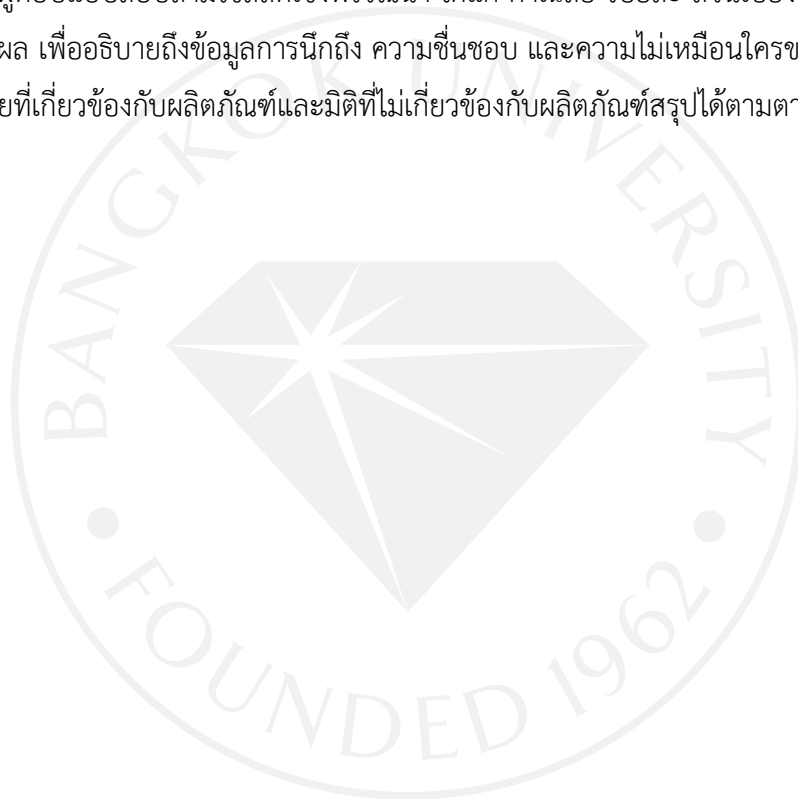 ผล เพื่ออธิบายถึงข้อมูลการนึกถึง ความชื่นชอบ และความไม่เหมือนใครข
ยที่เกี่ยวข้องกับผลิตภัณฑ์และมิติที่ไม่เกี่ยวข้องกับผลิตภัณฑ์สรุปได้ตามตา
BANGKOK UNIVERSITY
FOUNDED 1962